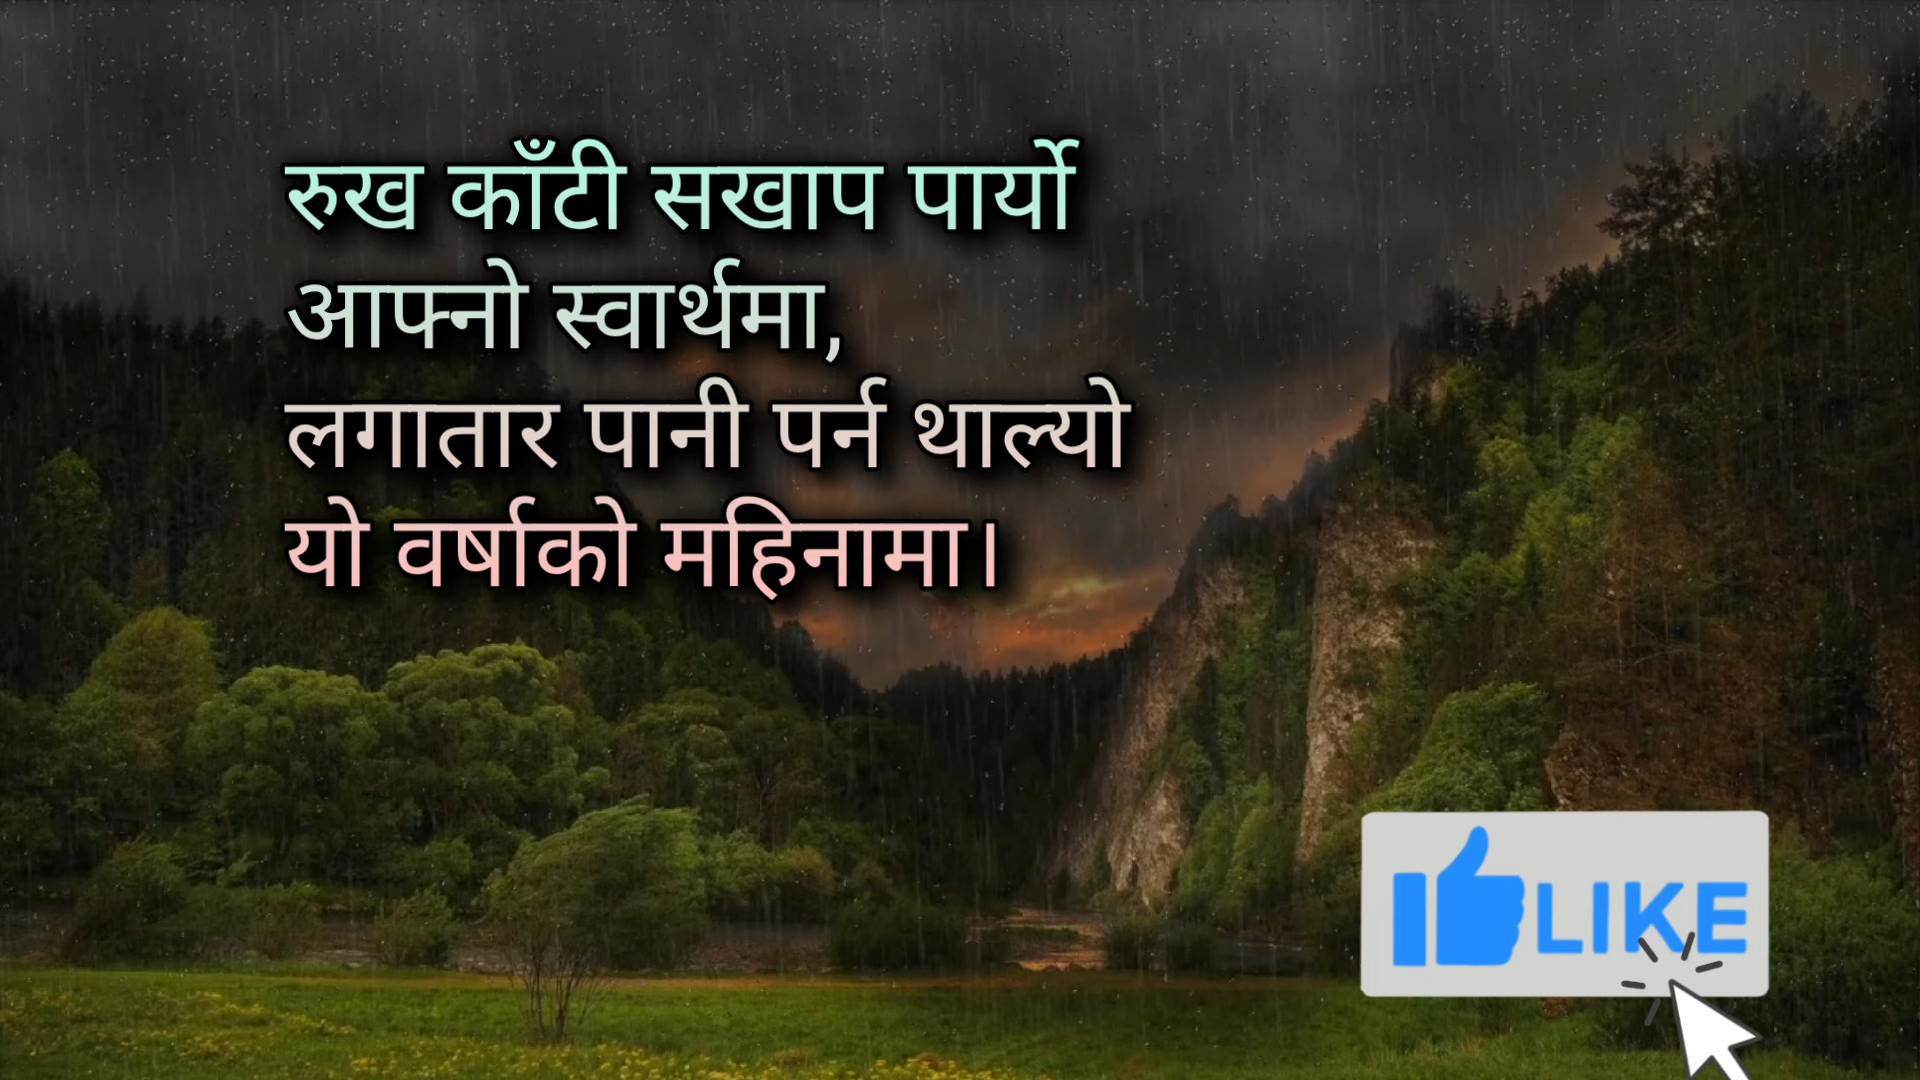 रुख काँटी सखाप पार्यो
आफ्नो स्वार्थमा,
लगातार पानी पर्न थाल्यो
यो वर्षाको महिनामा।
LIKE